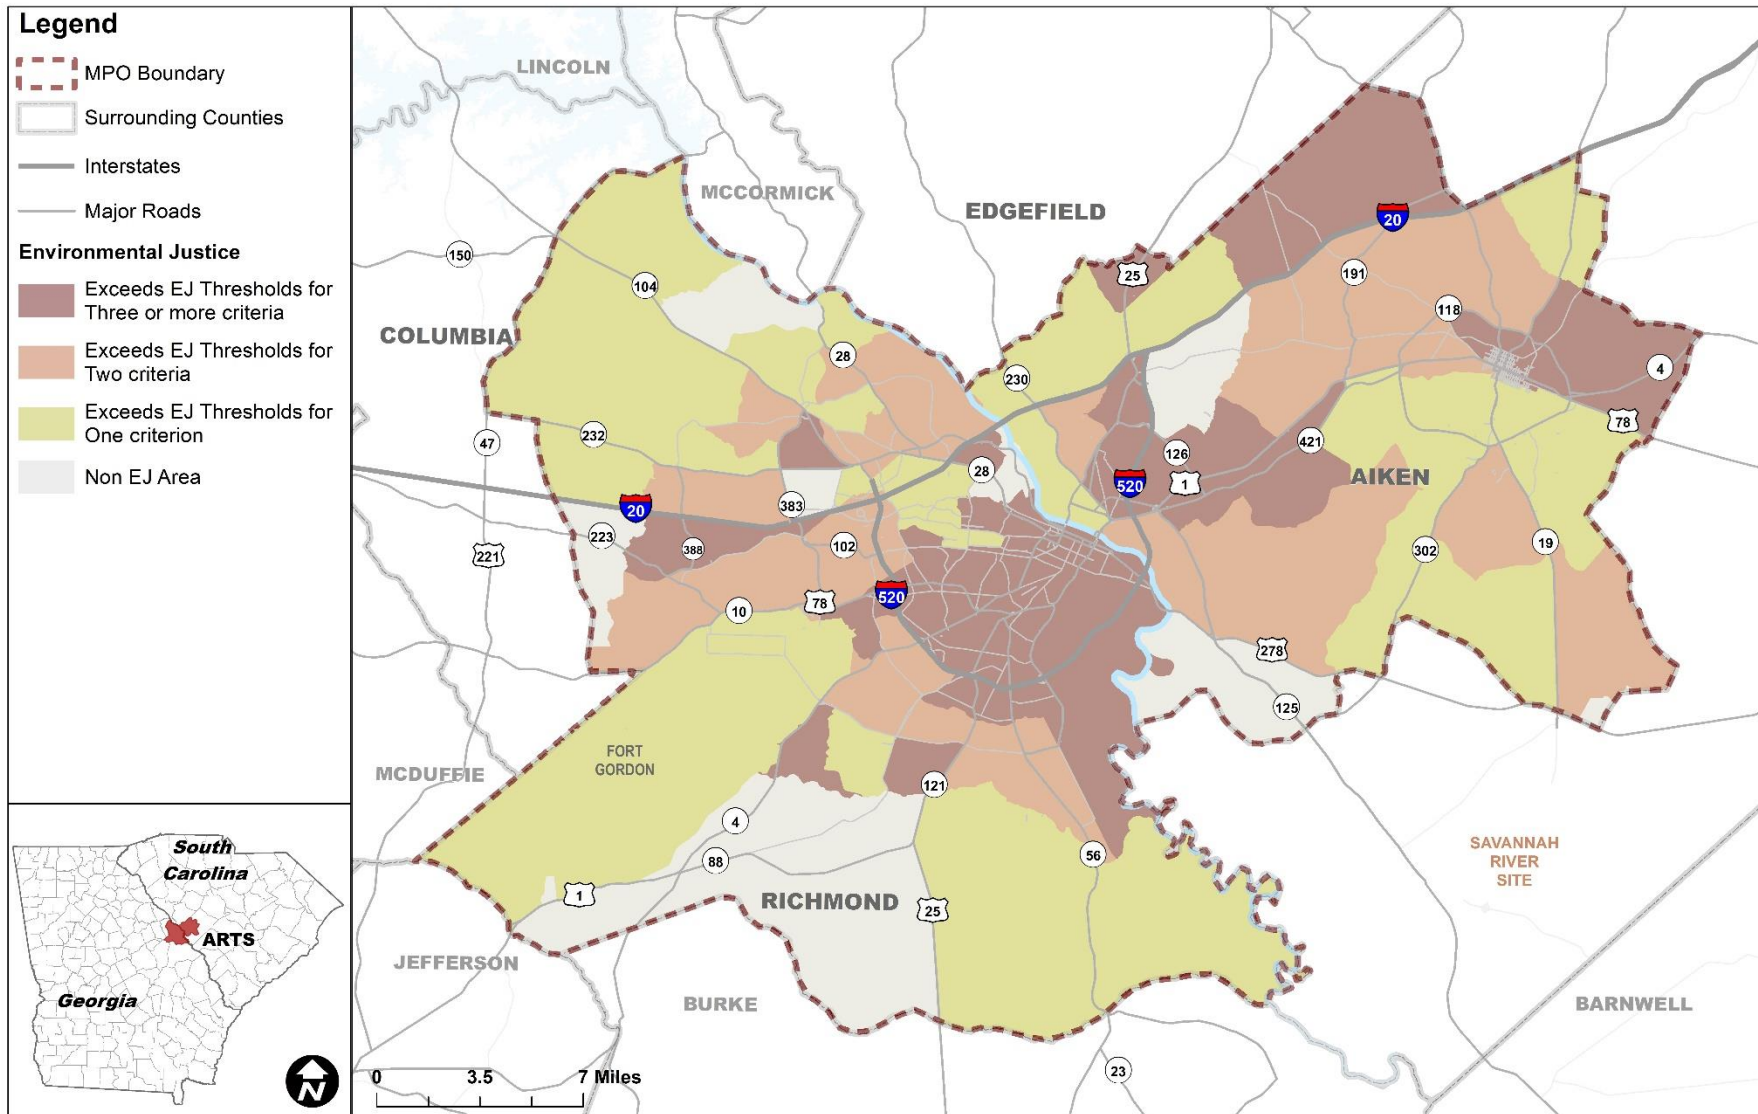 Legend
MPO Boundary
Surrounding Counties
Interstates
Major Roads
Environmental Justice
Exceeds EJ Thresholds for
Three or more criteria
Exceeds EJ Thresholds for
Two criteria
Exceeds EJ Thresholds for
One criterion
Non EJ Area
South
Carolina
ARTS
Georgia
N
LINCOLN
MCCORMICK
EDGEFIELD
20
150
25
191
104
118
COLUMBIA
28
4
230
78
232
47
421
126
28
AIKEN
520
1
20
383
223
221
388
102
302
19
520
78
10
278
125
FORT
GORDON
MCDUFFIE
121
4
88
56
SAVANNAH
RIVER
SITE
1
RICHMOND
25
JEFFERSON
BURKE
BARNWELL
23
0 3.5 7 Miles